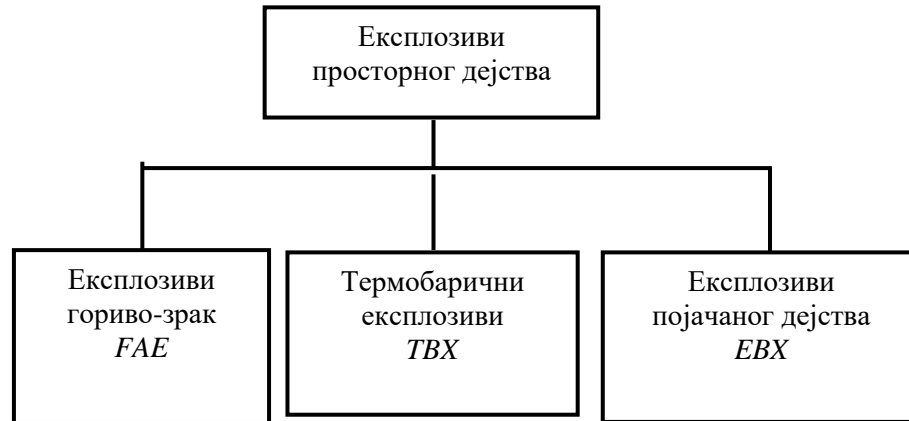 Експлозиви
просторног дејства
Експлозиви
гориво-зрак
FAE
Термобарични
експлозиви
TBX
Експлозиви
појачаног дејства
EBX